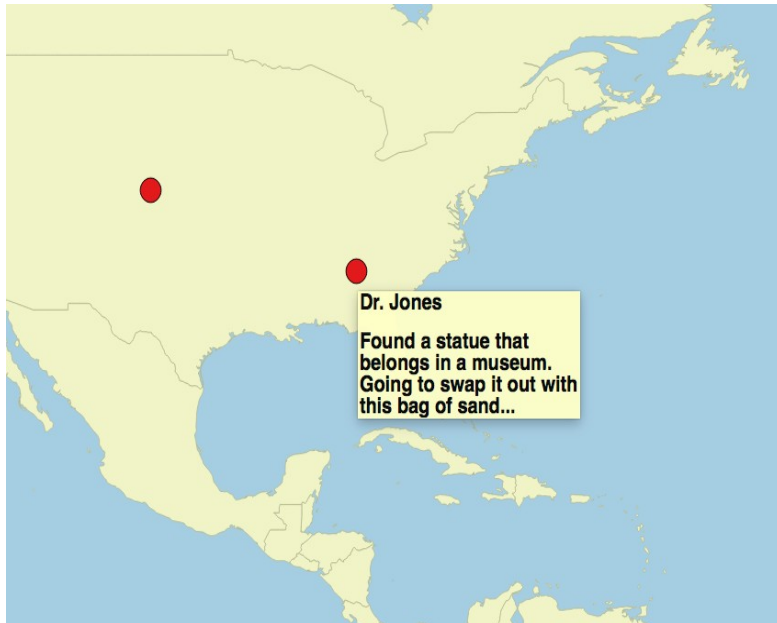 Dr. Jones
Found a statue that
belongs in a museum.
Going to swap it out with
this bag of sand...